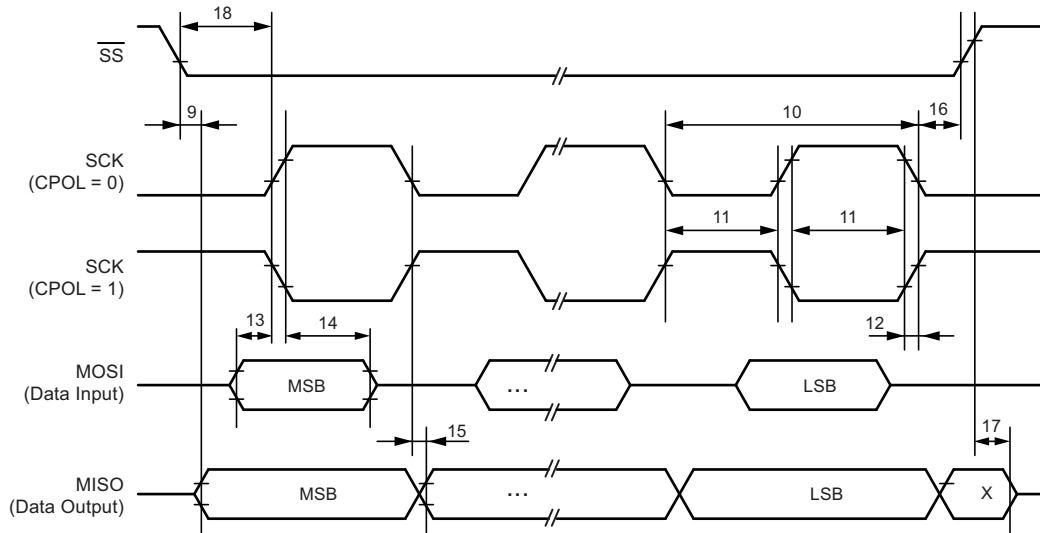 18
SS
9
10
16
SCK
(CPOL = 0)
11
11
SCK
(CPOL = 1)
13
14
12
MOSI
(Data Input)
MSB
...
LSB
15
17
MISO
(Data Output)
MSB
...
LSB
X